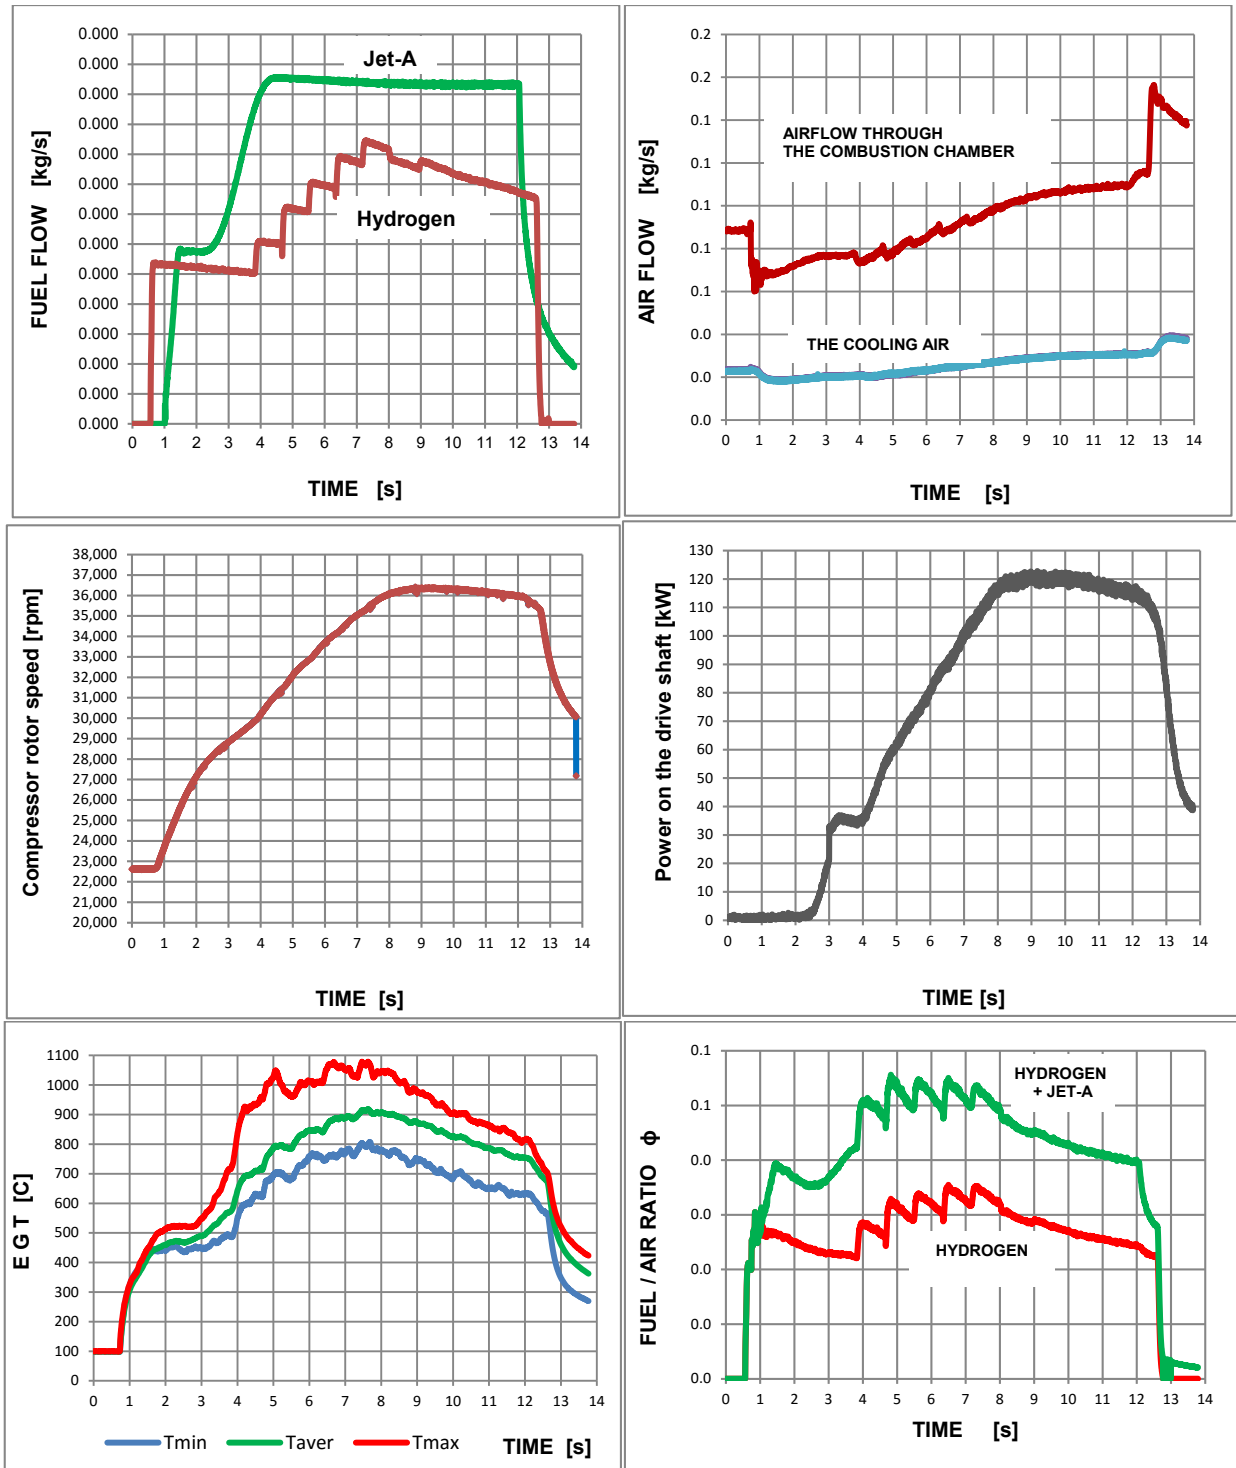 Jet-A
Hydrogen
FUEL FLOW [kg/s]
0.000
0.000
0.000
0.000
0.000
0.000
0.000
0.000
0.000
0.000
0.000
0.000
0.000
0.000
0 1 2 3 4 5 6 7 8 9 10 11 12 13 14
TIME [s]
AIRFLOW THROUGH
THE COMBUSTION CHAMBER
THE COOLING AIR
AIR FLOW [kg/s]
0.2
0.2
0.1
0.1
0.1
0.1
0.1
0.0
0.0
0.0
0 1 2 3 4 5 6 7 8 9 10 11 12 13 14
TIME [s]
Compressor rotor speed [rpm]
38,000
37,000
36,000
35,000
34,000
33,000
32,000
31,000
30,000
29,000
28,000
27,000
26,000
25,000
24,000
23,000
22,000
21,000
20,000
0 1 2 3 4 5 6 7 8 9 10 11 12 13 14
TIME [s]
Power on the drive shaft [kW]
130
120
110
100
90
80
70
60
50
40
30
20
10
0
0 1 2 3 4 5 6 7 8 9 10 11 12 13 14
TIME [s]
E G T [C]
1100
1000
900
800
700
600
500
400
300
200
100
0
0 1 2 3 4 5 6 7 8 9 10 11 12 13 14
Tmin Taver Tmax TIME [s]
HYDROGEN
+ JET-A
HYDROGEN
FUEL / AIR RATIO ϕ
0.1
0.1
0.0
0.0
0.0
0.0
0.0
0 1 2 3 4 5 6 7 8 9 10 11 12 13 14
TIME [s]